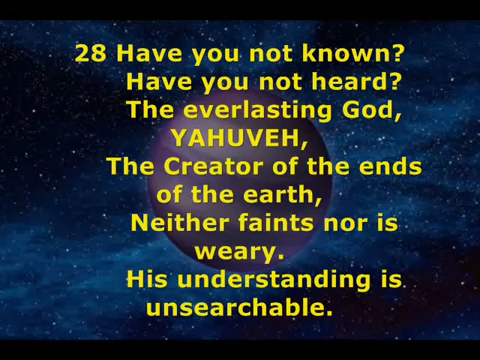 28 Have you not known?
Have you not heard?
The everlasting God,
YAHUVEH,
The Creator of the ends
of the earth,
Neither faints nor is
weary.
His understanding is
unsearchable.